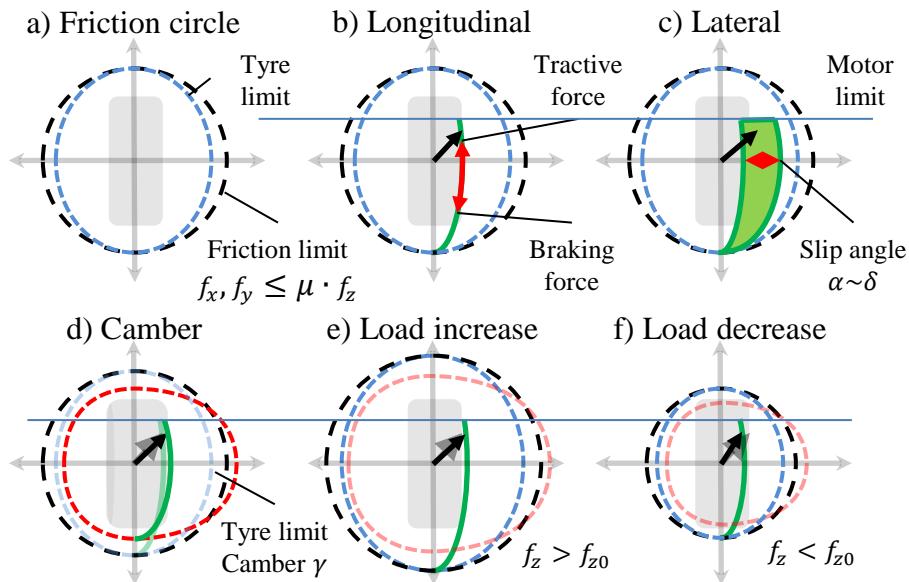 a) Friction circle
b) Longitudinal
c) Lateral
Tyre
limit
Tractive
force
Motor
limit
Friction limit
f_x, f_y ≤ μ · f_z
Braking
force
Slip angle
α~δ
d) Camber
e) Load increase
f) Load decrease
Tyre limit
Camber γ
f_z > f_z0
f_z < f_z0